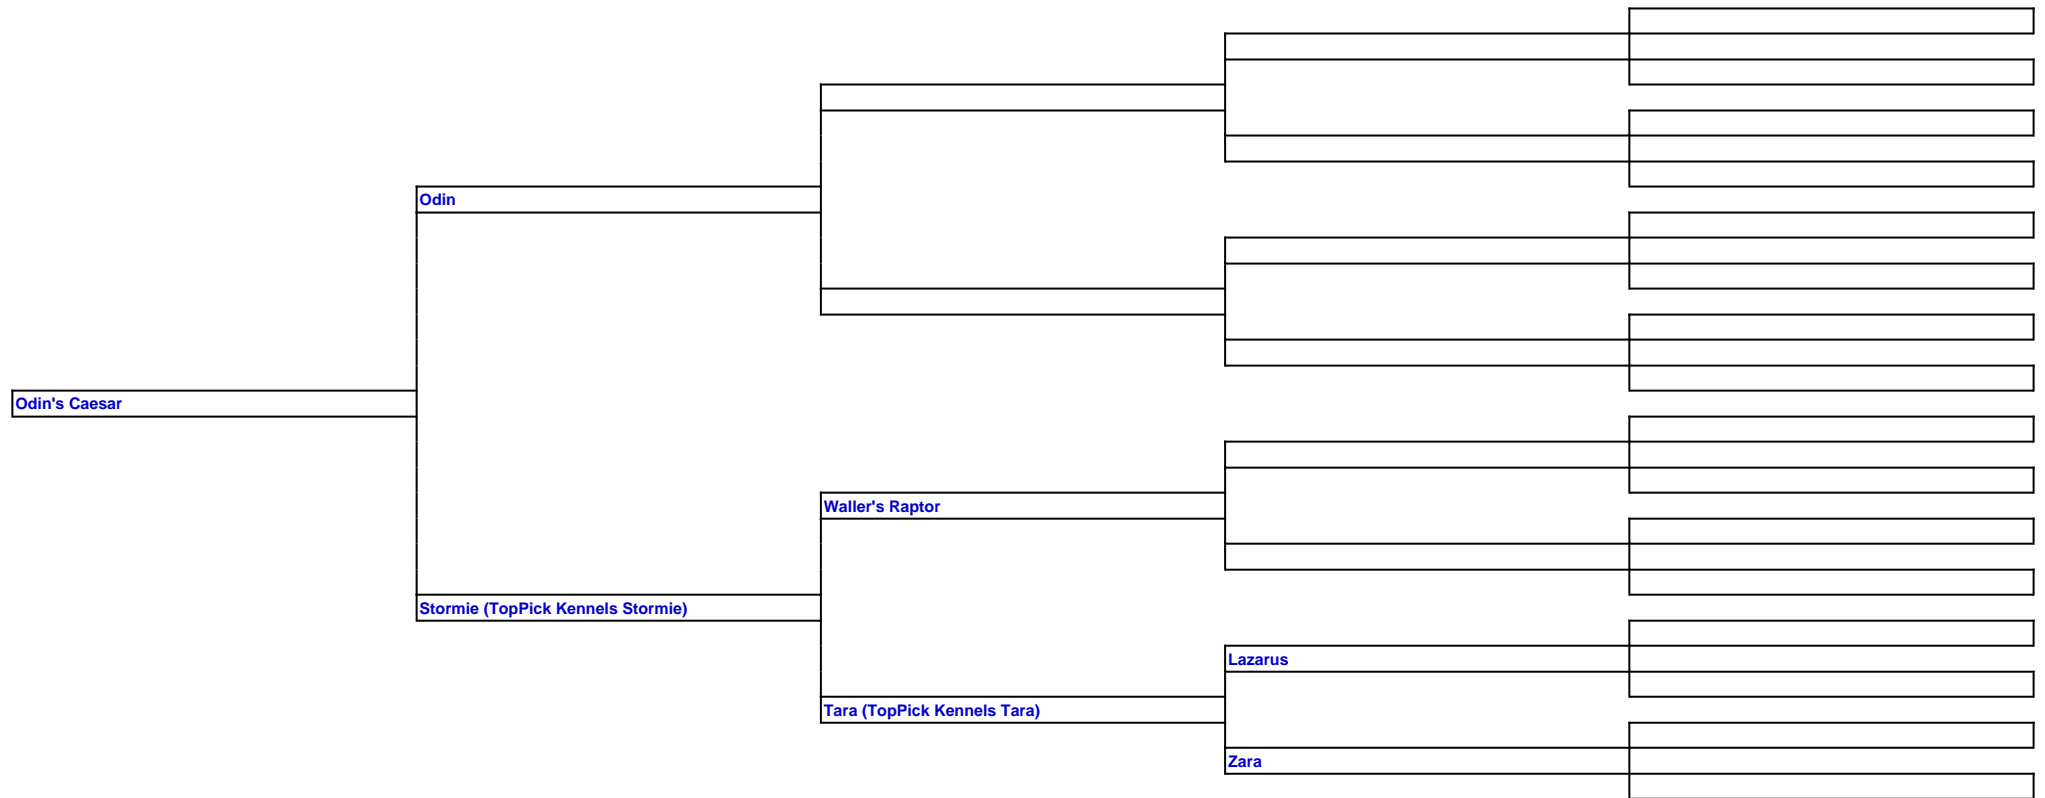 Odin
Odin's Caesar
Waller's Raptor
Stormie (TopPick Kennels Stormie)
Lazarus
Tara (TopPick Kennels Tara)
Zara